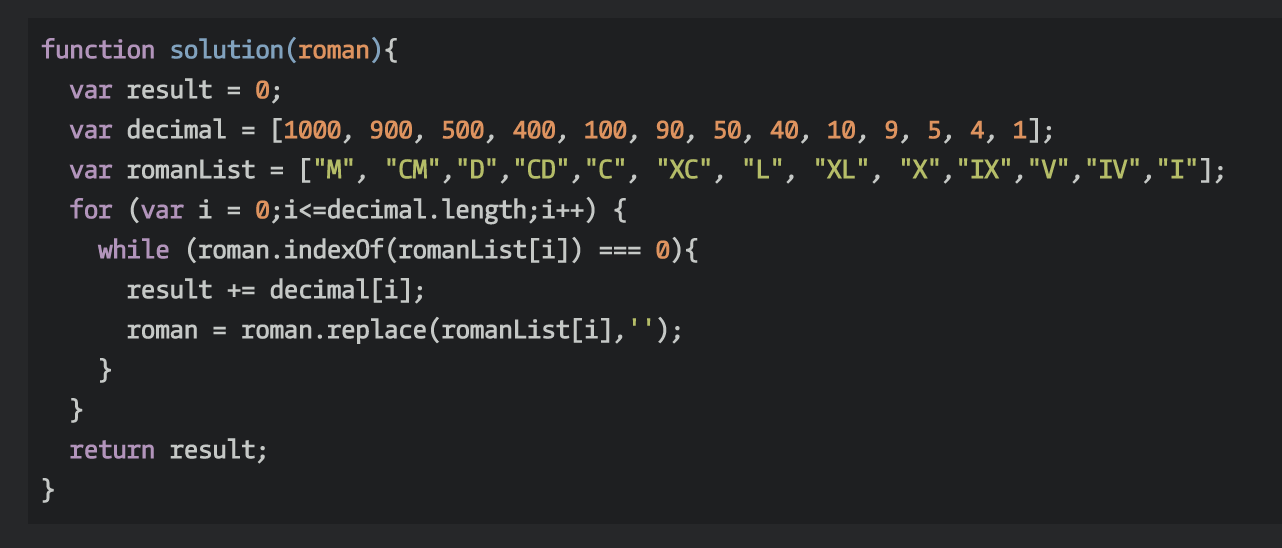 function solution(roman){
  var result = 0;
  var decimal = [1000, 900, 500, 400, 100, 90, 50, 40, 10, 9, 5, 4, 1];
  var romanList = ["M", "CM","D","CD","C", "XC", "L", "XL", "X","IX","V","IV","I"];
  for (var i = 0;i<=decimal.length;i++) {
    while (roman.indexOf(romanList[i]) === 0){
      result += decimal[i];
      roman = roman.replace(romanList[i],'');
    }
  }
  return result;
}